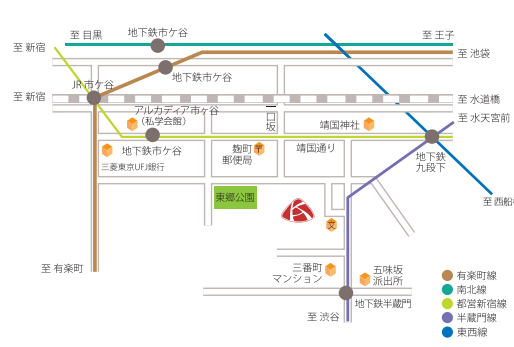 至 目黒
地下鉄市ケ谷
至 王子
至 新宿
至 池袋
地下鉄市ケ谷
JR 市ケ谷
至 新宿
至 水道橋
アルカディア市ヶ谷
（私学会館）
一口坂
靖国神社
至 水天宮前
地下鉄市ケ谷
麹町
郵便局
〒
靖国通り
地下鉄
九段下
三菱東京UFJ銀行
東郷公園
至 西船橋
文
至 有楽町
三番町
マンション
五味坂
派出所
地下鉄半蔵門
至 渋谷
有楽町線
南北線
都営新宿線
半蔵門線
東西線